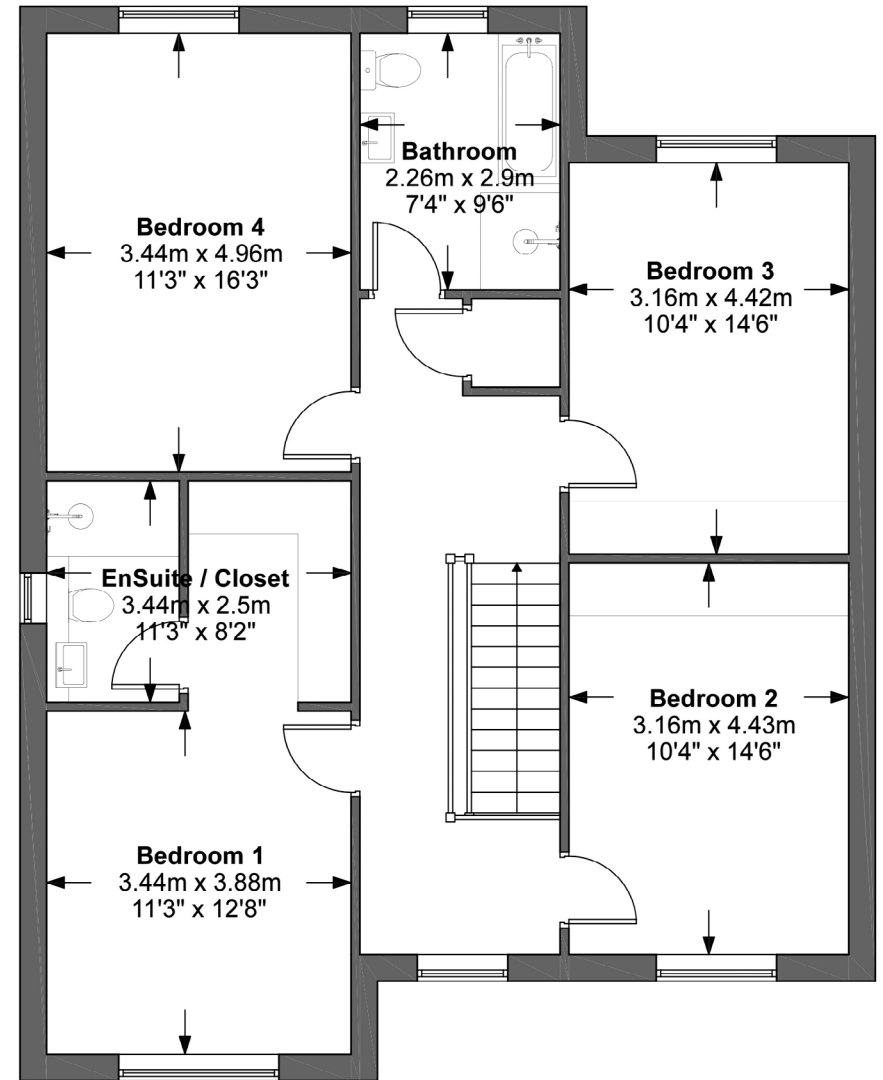 Bathroom
2.26m x 2.9m
7'4" x 9'6"
Bedroom 4
3.44m x 4.96m
11'3" x 16'3"
Bedroom 3
3.16m x 4.42m
10'4" x 14'6"
EnSuite / Closet
3.44m x 2.5m
11'3" x 8'2"
Bedroom 2
3.16m x 4.43m
10'4" x 14'6"
Bedroom 1
3.44m x 3.88m
11'3" x 12'8"